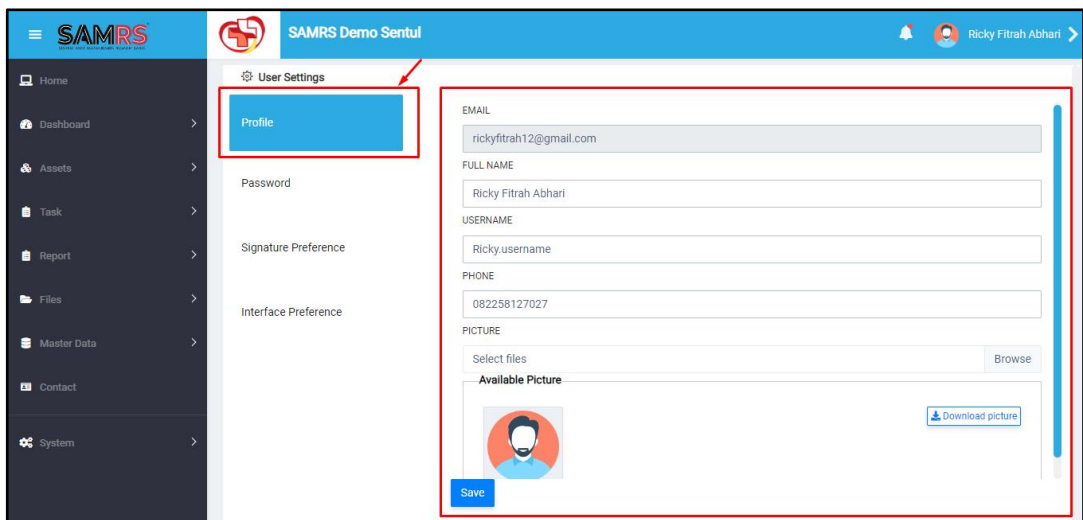 SAMRS
SAMRS Demo Sentul
Ricky Fitrah Abhari
Home
Dashboard
Assets
Task
Report
Files
Master Data
Contact
System
User Settings
Profile
Password
Signature Preference
Interface Preference
EMAIL
rickyfitrah12@gmail.com
FULL NAME
Ricky Fitrah Abhari
USERNAME
Ricky.username
PHONE
082258127027
PICTURE
Select files Browse
Available Picture
Download picture
Save